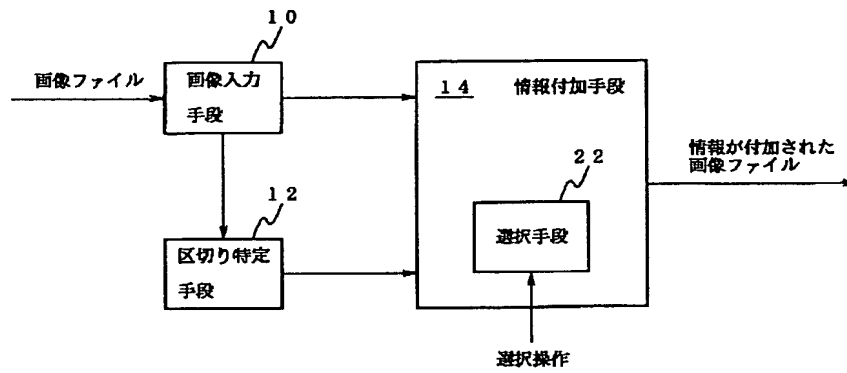 １０
画像ファイル
画像入力
手段
１４
情報付加手段
情報が付加された
画像ファイル
２２
選択手段
１２
区切り特定
手段
選択操作